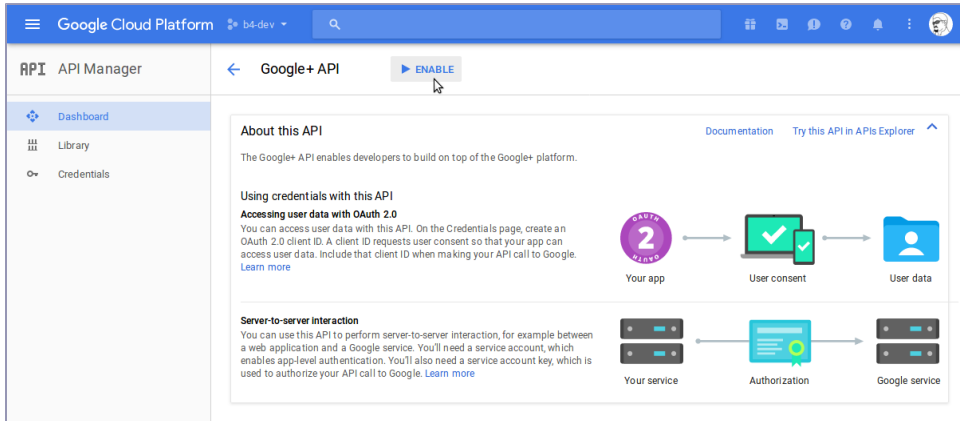 Google Cloud Platform
b4-dev
API API Manager
Google+ API
ENABLE
Dashboard
Library
Credentials
About this API
Documentation
Try this API in APIs Explorer
The Google+ API enables developers to build on top of the Google+ platform.
Using credentials with this API
Accessing user data with OAuth 2.0
You can access user data with this API. On the Credentials page, create an
OAuth 2.0 client ID. A client ID requests user consent so that your app can
access user data. Include that client ID when making your API call to Google.
Learn more
OAUTH
2
OAUTH
Your app
User consent
User data
Server-to-server interaction
You can use this API to perform server-to-server interaction, for example between
a web application and a Google service. You'll need a service account, which
enables app-level authentication. You'll also need a service account key, which is
used to authorize your API call to Google. Learn more
Your service
Authorization
Google service